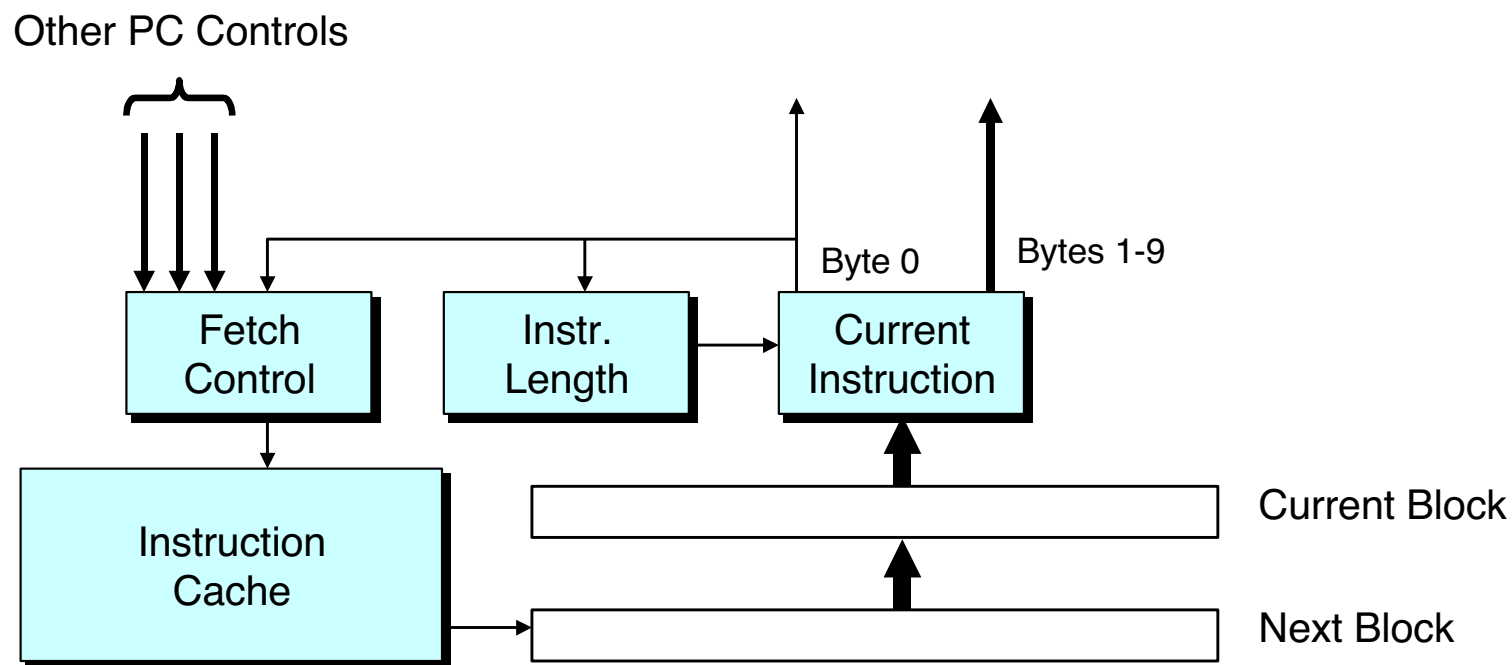 Other PC Controls
Byte 0
Bytes 1-9
Fetch
Control
Instr.
Length
Current
Instruction
Instruction
Cache
Current Block
Next Block